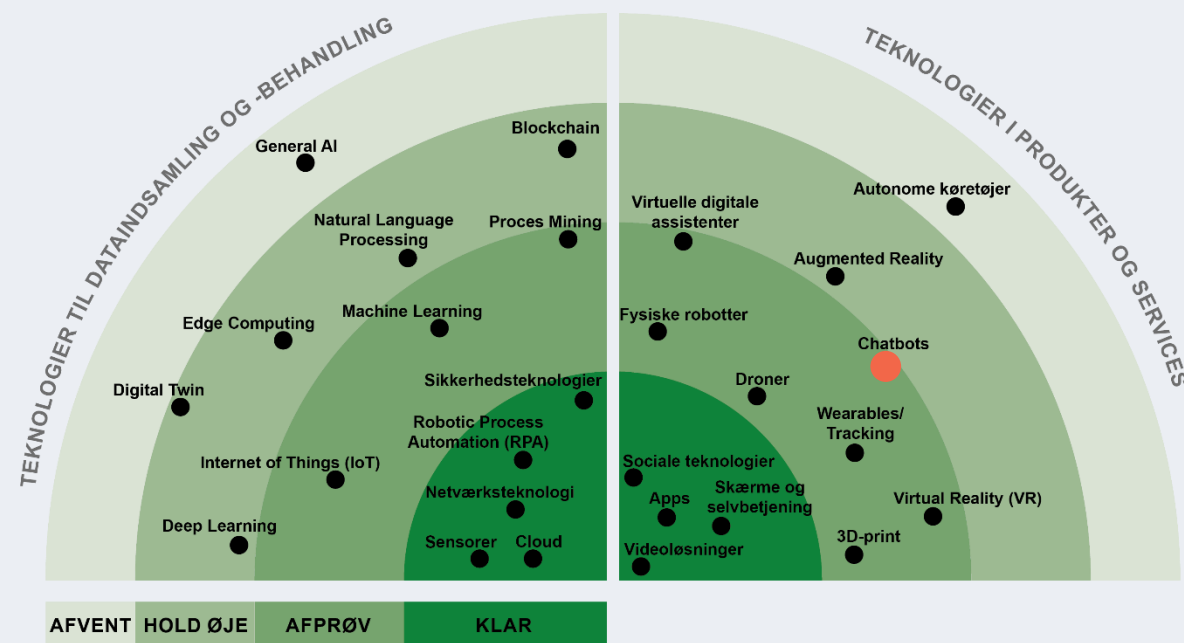 TEKNOLOGIER TIL DATAINDSAMLING OG -BEHANDLING
TEKNOLOGIER I PRODUKTER OG SERVICES
General AI
Blockchain
Natural Language
Processing
Proces Mining
Edge Computing
Machine Learning
Digital Twin
Sikkerhedsteknologier
Robotic Process
Automation (RPA)
Internet of Things (IoT)
Netværksteknologi
Deep Learning
Sensorer
Cloud
Autonome køretøjer
Virtuelle digitale
assistenter
Augmented Reality
Fysiske robotter
Chatbots
Droner
Wearables/
Tracking
Sociale teknologier
Apps
Skærme og
selvbetjening
Virtual Reality (VR)
3D-print
Videoløsninger
AFVENT
HOLD ØJE
AFPRØV
KLAR